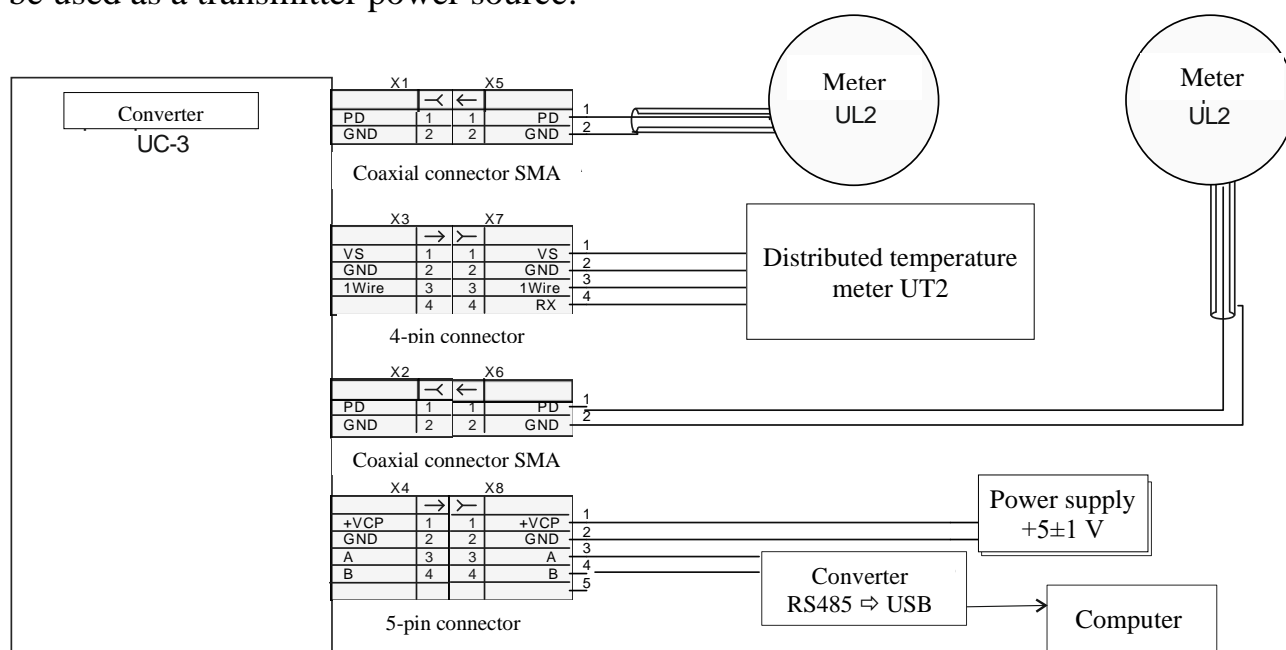 be used as a transmitter power source.
Converter
UC-3
X1 X5
PD 1 1 PD 1
GND 2 2 GND 2
Coaxial connector SMA
Meter
UL2
Meter
UL2
X3 X7
VS 1 1 VS 1
GND 2 2 GND 2
1Wire 3 3 1Wire 3
4 4 RX 4
4-pin connector
Distributed temperature
meter UT2
X2 X6
PD 1 1 PD 1
GND 2 2 GND 2
Coaxial connector SMA
X4 X8
+VCP 1 1 +VCP 1
GND 2 2 GND 2
A 3 3 A 3
B 4 4 B 4
5
5-pin connector
Power supply
+5±1 V
Converter
RS485 ⇨ USB
Computer